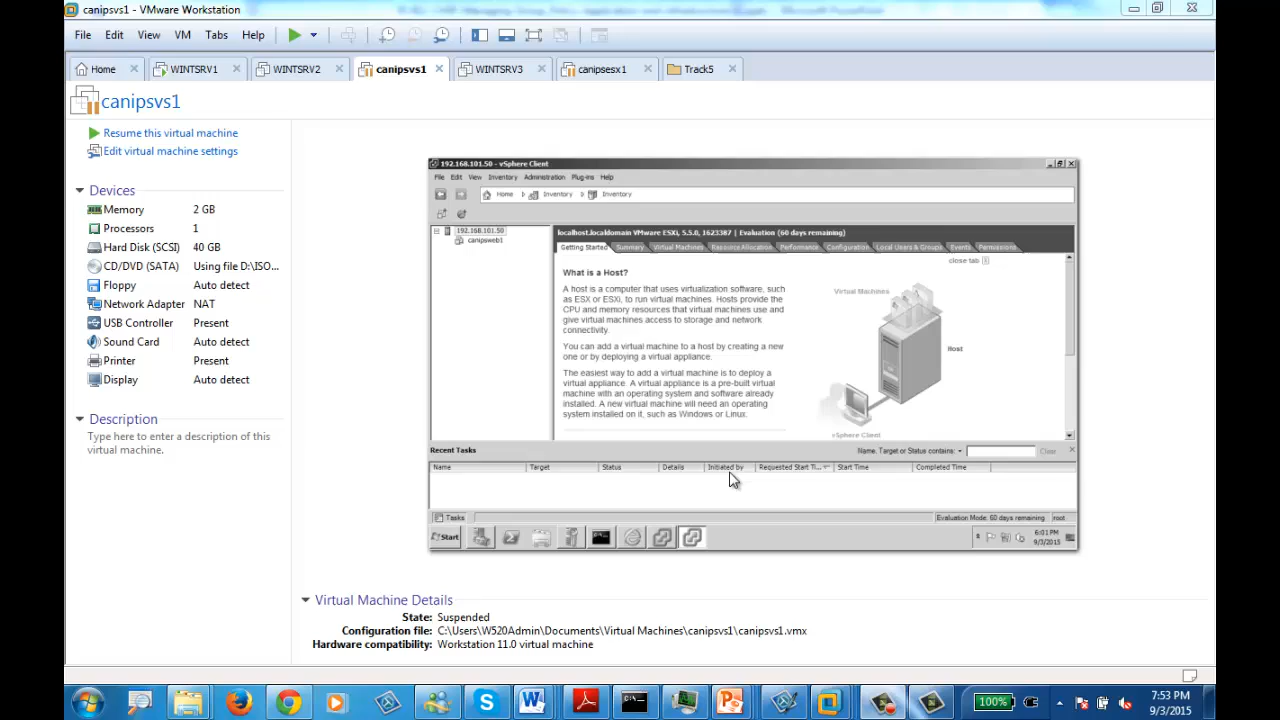 canipsvs1 - VMware Workstation
File Edit View VM Tabs Help
Home WINTSRV1 WINTSRV2 canipsvs1 WINTSRV3 canipsesx1 Track5
canipsvs1
Resume this virtual machine
Edit virtual machine settings
Devices
Memory 2 GB
Processors 1
Hard Disk (SCSI) 40 GB
CD/DVD (SATA) Using file D:\ISO...
Floppy Auto detect
Network Adapter NAT
USB Controller Present
Sound Card Auto detect
Printer Present
Display Auto detect
Description
Type here to enter a description of this
virtual machine.
192.168.101.50 - vSphere Client
File Edit View Inventory Administration Plug-ins Help
Home Inventory Inventory
192.168.101.50
canipsweb1
localhost.localdomain VMware ESXi, 5.5.0, 1623387 | Evaluation (60 days remaining)
Getting Started Summary Virtual Machines Resource Allocation Performance Configuration Local Users & Groups Events Permissions
close tab
What is a Host?
A host is a computer that uses virtualization software, such
as ESX or ESXi, to run virtual machines. Hosts provide the
CPU and memory resources that virtual machines use and
give virtual machines access to storage and network
connectivity.
You can add a virtual machine to a host by creating a new
one or by deploying a virtual appliance.
The easiest way to add a virtual machine is to deploy a
virtual appliance. A virtual appliance is a pre-built virtual
machine with an operating system and software already
installed. A new virtual machine will need an operating
system installed on it, such as Windows or Linux.
Virtual Machines
Host
vSphere Client
Recent Tasks
Name, Target or Status contains: Clear
Name Target Status Details Initiated by Requested Start Ti... Start Time Completed Time
Tasks
Evaluation Mode: 60 days remaining root
Start
6:01 PM
9/3/2015
Virtual Machine Details
State: Suspended
Configuration file: C:\Users\W520Admin\Documents\Virtual Machines\canipsvs1\canipsvs1.vmx
Hardware compatibility: Workstation 11.0 virtual machine
100%
7:53 PM
9/3/2015